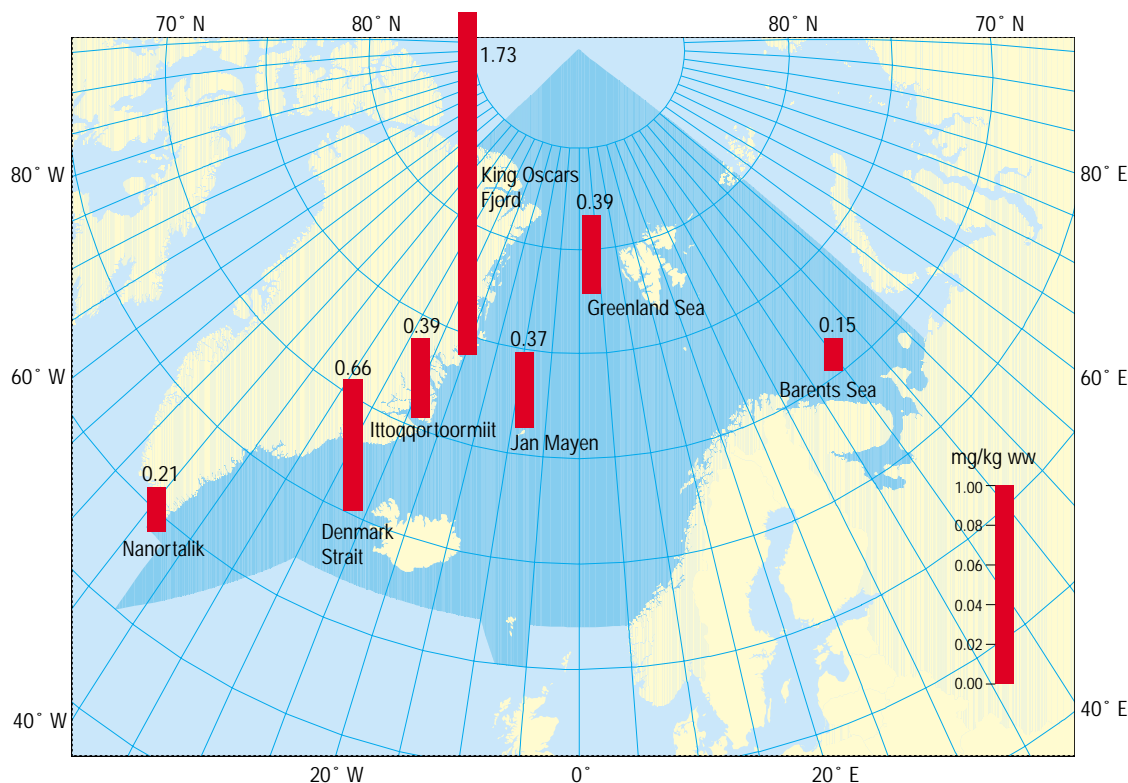 70˚ N
80˚ N
80˚ N
70˚ N
1.73
80˚ W
80˚ E
King Oscars
Fjord
0.39
Greenland Sea
0.39
0.37
0.15
0.66
60˚ W
60˚ E
Barents Sea
Ittoqqortoormiit
Jan Mayen
mg/kg ww
0.21
1.00
0.08
0.06
0.04
0.02
0.00
Denmark
Strait
Nanortalik
40˚ W
40˚ E
20˚ W
0˚
20˚ E